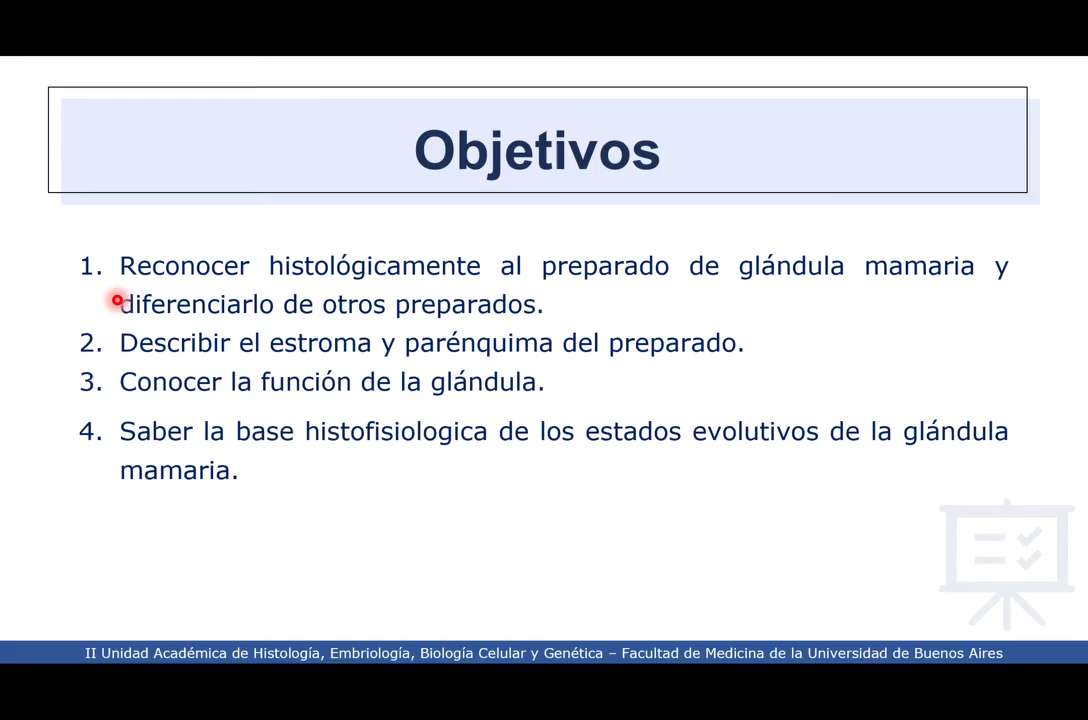 Objetivos
1. Reconocer histológicamente al preparado de glándula mamaria y
diferenciarlo de otros preparados.
2. Describir el estroma y parénquima del preparado.
3. Conocer la función de la glándula.
4. Saber la base histofisiologica de los estados evolutivos de la glándula
mamaria.
II Unidad Académica de Histología, Embriología, Biología Celular y Genética – Facultad de Medicina de la Universidad de Buenos Aires